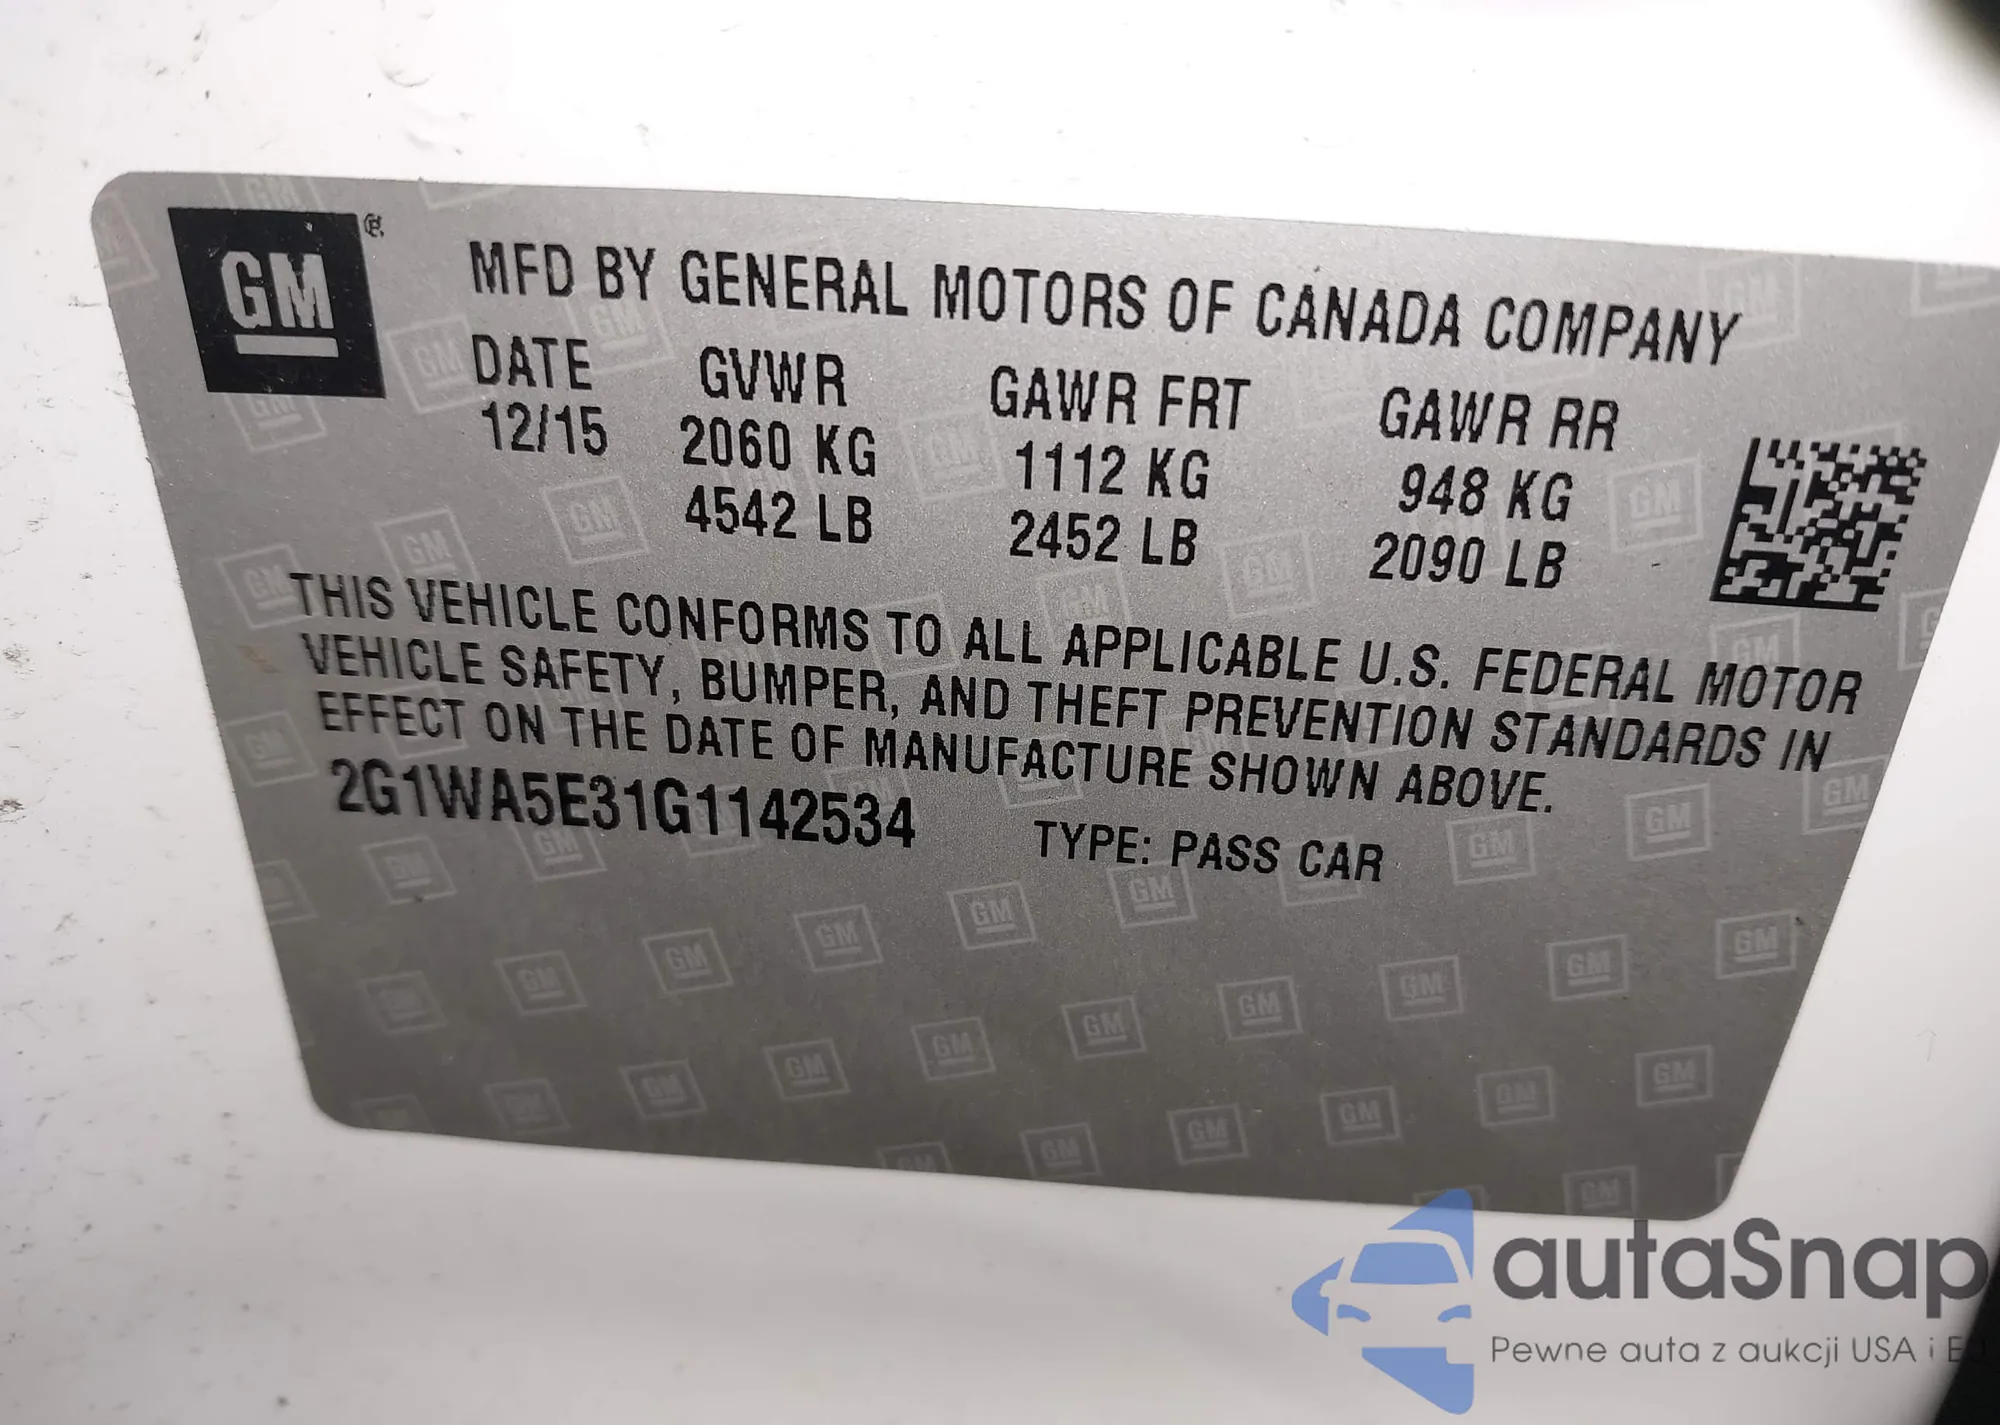 GM®
MFD BY GENERAL MOTORS OF CANADA COMPANY
DATE GVWR GAWR FRT GAWR RR
12/15 2060 KG 1112 KG 948 KG
4542 LB 2452 LB 2090 LB
THIS VEHICLE CONFORMS TO ALL APPLICABLE U.S. FEDERAL MOTOR
VEHICLE SAFETY, BUMPER, AND THEFT PREVENTION STANDARDS IN
EFFECT ON THE DATE OF MANUFACTURE SHOWN ABOVE.
2G1WA5E31G1142534 TYPE: PASS CAR
autaSnap
Pewne auta z aukcji USA i EU